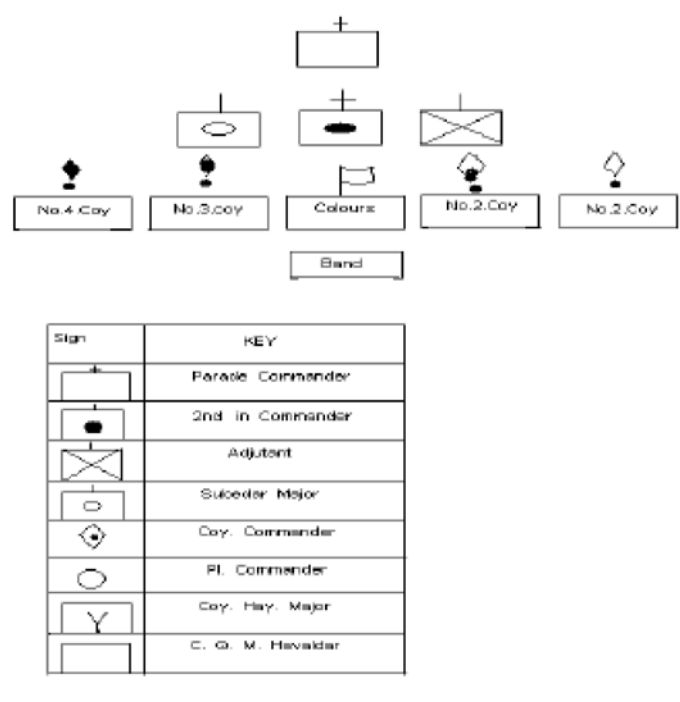 No.4.Coy
No.3.coy
Colours
No.2.Coy
No.2.Coy
Band
Sign KEY
Parade Commander
2nd in Commander
Adjutant
Subedar Major
Coy. Commander
Pl. Commander
Coy. Hav. Major
C. Q. M. Havaldar